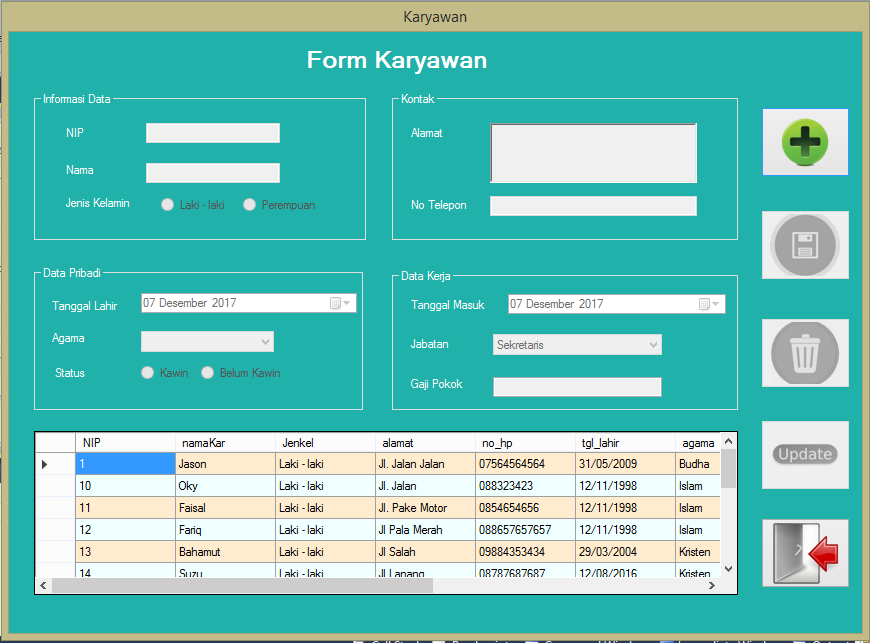 Karyawan
Form Karyawan
Informasi Data
NIP
Nama
Jenis Kelamin Laki - laki Perempuan
Kontak
Alamat
No Telepon
Data Pribadi
Tanggal Lahir 07 Desember 2017
Agama
Status Kawin Belum Kawin
Data Kerja
Tanggal Masuk 07 Desember 2017
Jabatan Sekretaris
Gaji Pokok
Update
NIP namaKar Jenkel alamat no_hp tgl_lahir agama
1 Jason Laki - laki Jl. Jalan Jalan 07564564564 31/05/2009 Budha
10 Oky Laki - laki Jl. Jalan 088323423 12/11/1998 Islam
11 Faisal Laki - laki Jl. Pake Motor 0854654656 12/11/1998 Islam
12 Fariq Laki - laki Jl Pala Merah 088657657657 12/11/1998 Islam
13 Bahamut Laki - laki Jl Salah 09884353434 29/03/2004 Kristen
14 Suzu Laki - laki Jl Lanang 08787687687 12/08/2016 Kristen